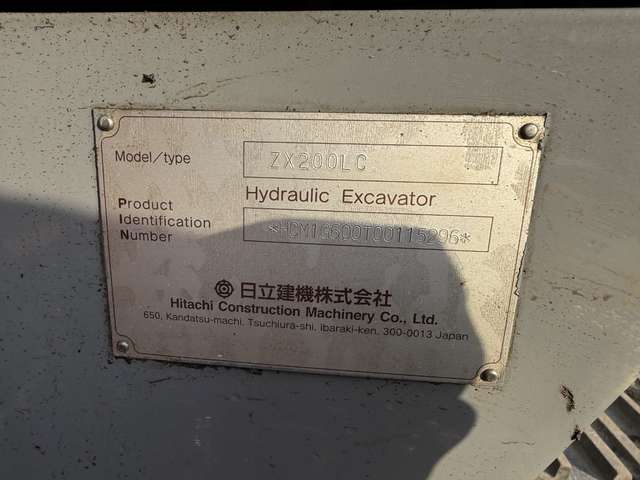 Model/type ZX200LC
Hydraulic Excavator
Product
Identification
Number
*HCM1G600T00115296*
日立建機株式会社
Hitachi Construction Machinery Co., Ltd.
650, Kandatsu-machi, Tsuchiura-shi, Ibaraki-ken, 300-0013 Japan